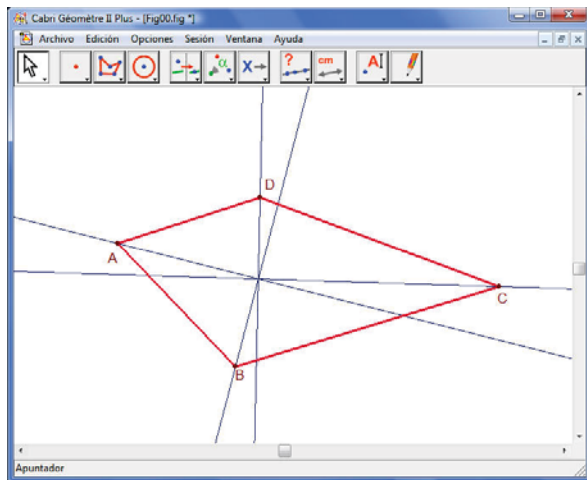 Cabri Géomètre II Plus - [Fig00.fig *]
Archivo Edición Opciones Sesión Ventana Ayuda
α X ? cm A
D
A
C
B
Apuntador